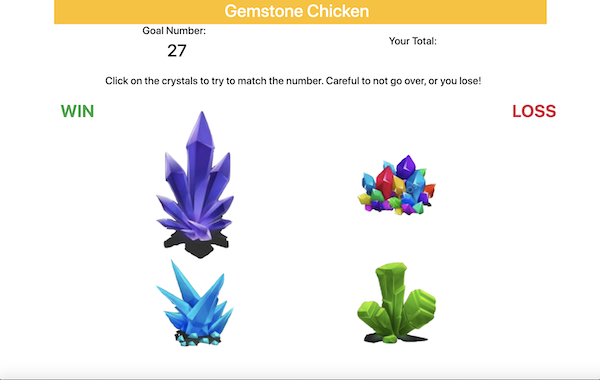 Gemstone Chicken
Goal Number:
27
Your Total:
Click on the crystals to try to match the number. Careful to not go over, or you lose!
WIN
LOSS